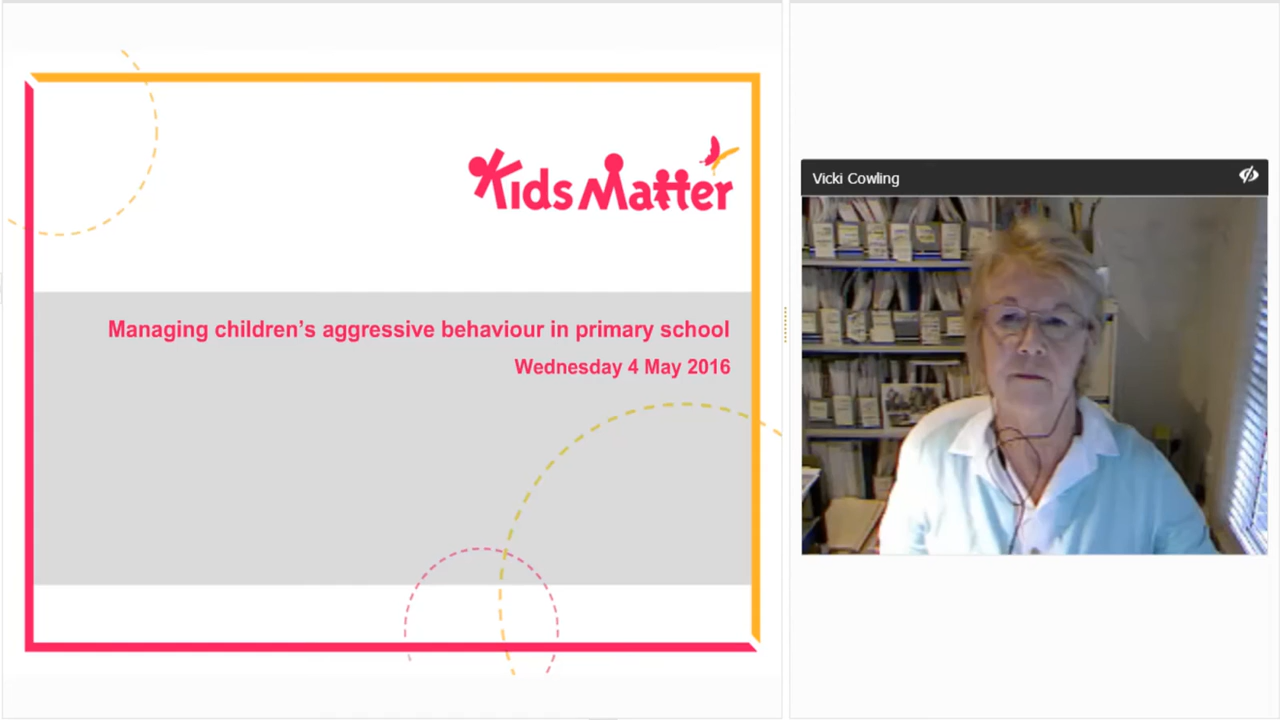 Kids Matter
Managing children's aggressive behaviour in primary school
Wednesday 4 May 2016
Vicki Cowling